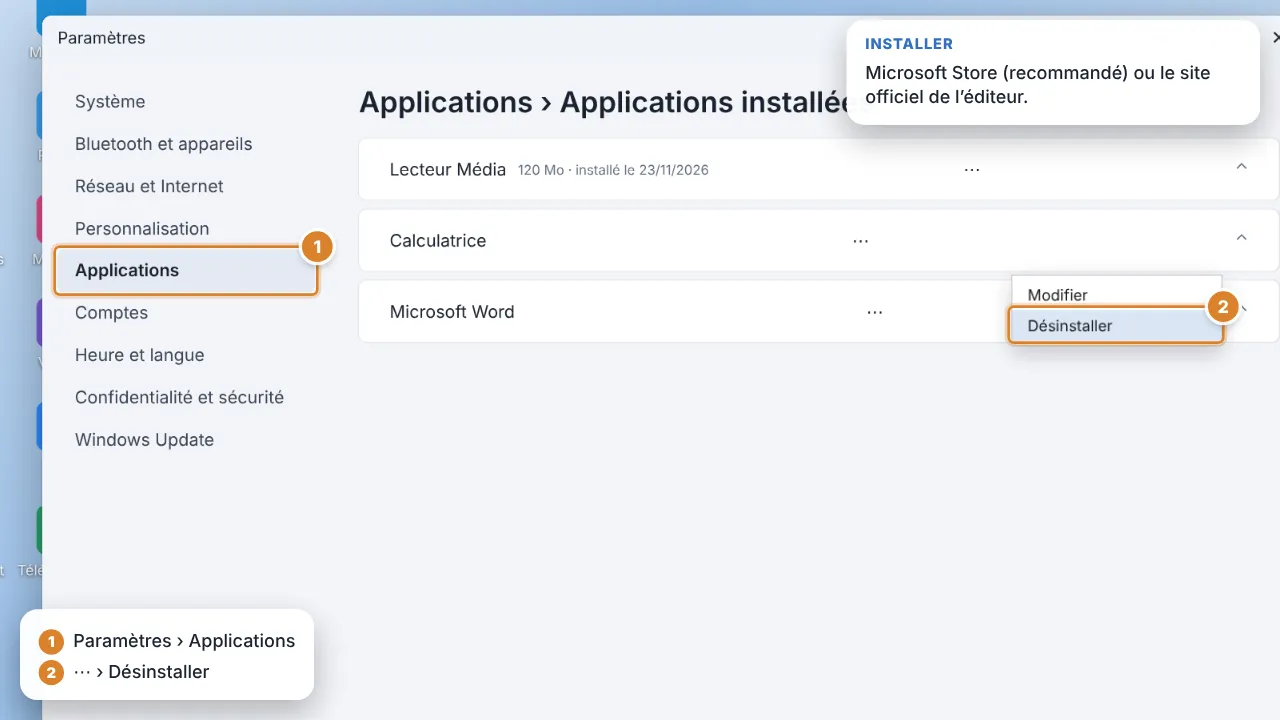 Paramètres
INSTALLER
Microsoft Store (recommandé) ou le site
officiel de l’éditeur.
Système
Bluetooth et appareils
Réseau et Internet
Personnalisation
Applications
1
Comptes
Heure et langue
Confidentialité et sécurité
Windows Update
Applications › Applications installée
Lecteur Média 120 Mo · installé le 23/11/2026 ···
Calculatrice ···
Microsoft Word ···
Modifier
Désinstaller
2
1 Paramètres › Applications
2 ··· › Désinstaller